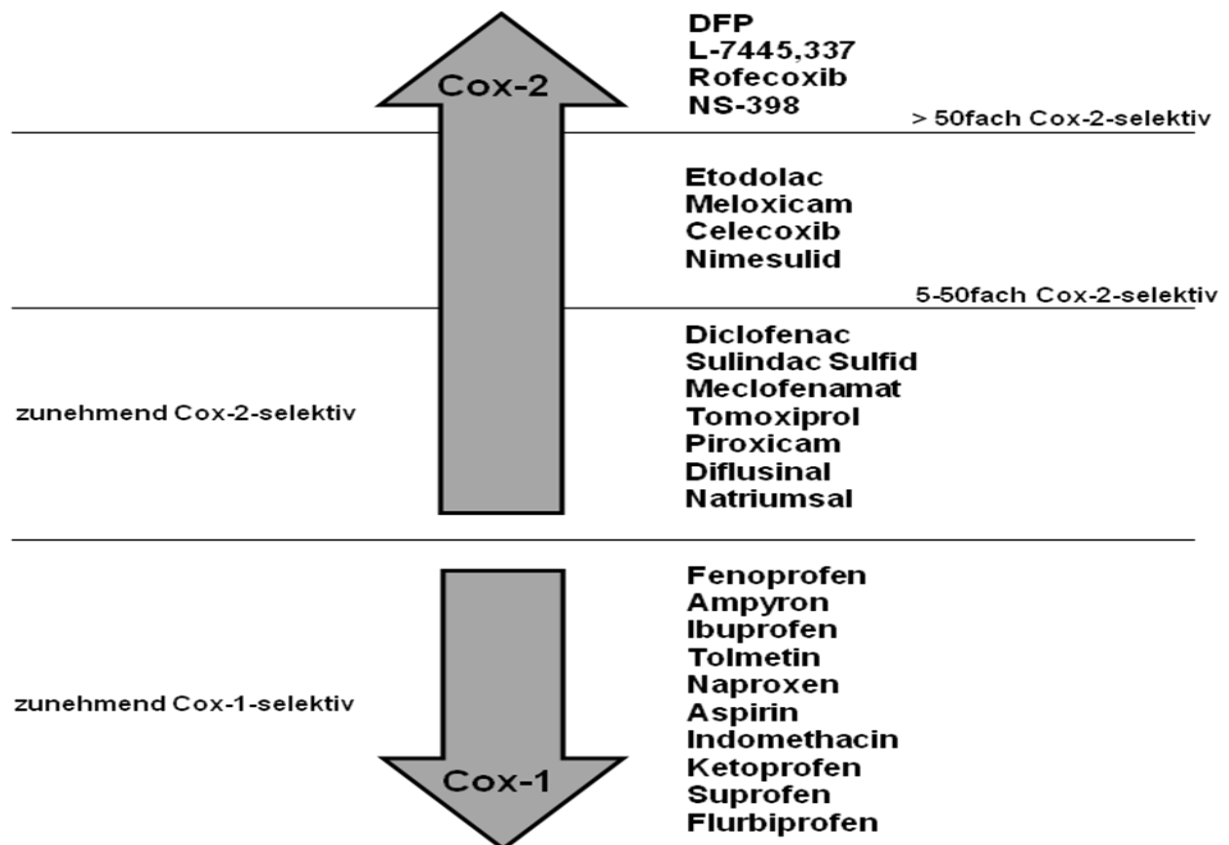 DFP
L-7445,337
Cox-2
Rofecoxib
NS-398
> 50fach Cox-2-selektiv
Etodolac
Meloxicam
Celecoxib
Nimesulid
5-50fach Cox-2-selektiv
Diclofenac
Sulindac Sulfid
Meclofenamat
zunehmend Cox-2-selektiv
Tomoxiprol
Piroxicam
Diflusinal
Natriumsal
Fenoprofen
Ampyron
Ibuprofen
Tolmetin
Naproxen
zunehmend Cox-1-selektiv
Aspirin
Indomethacin
Ketoprofen
Cox-1
Suprofen
Flurbiprofen